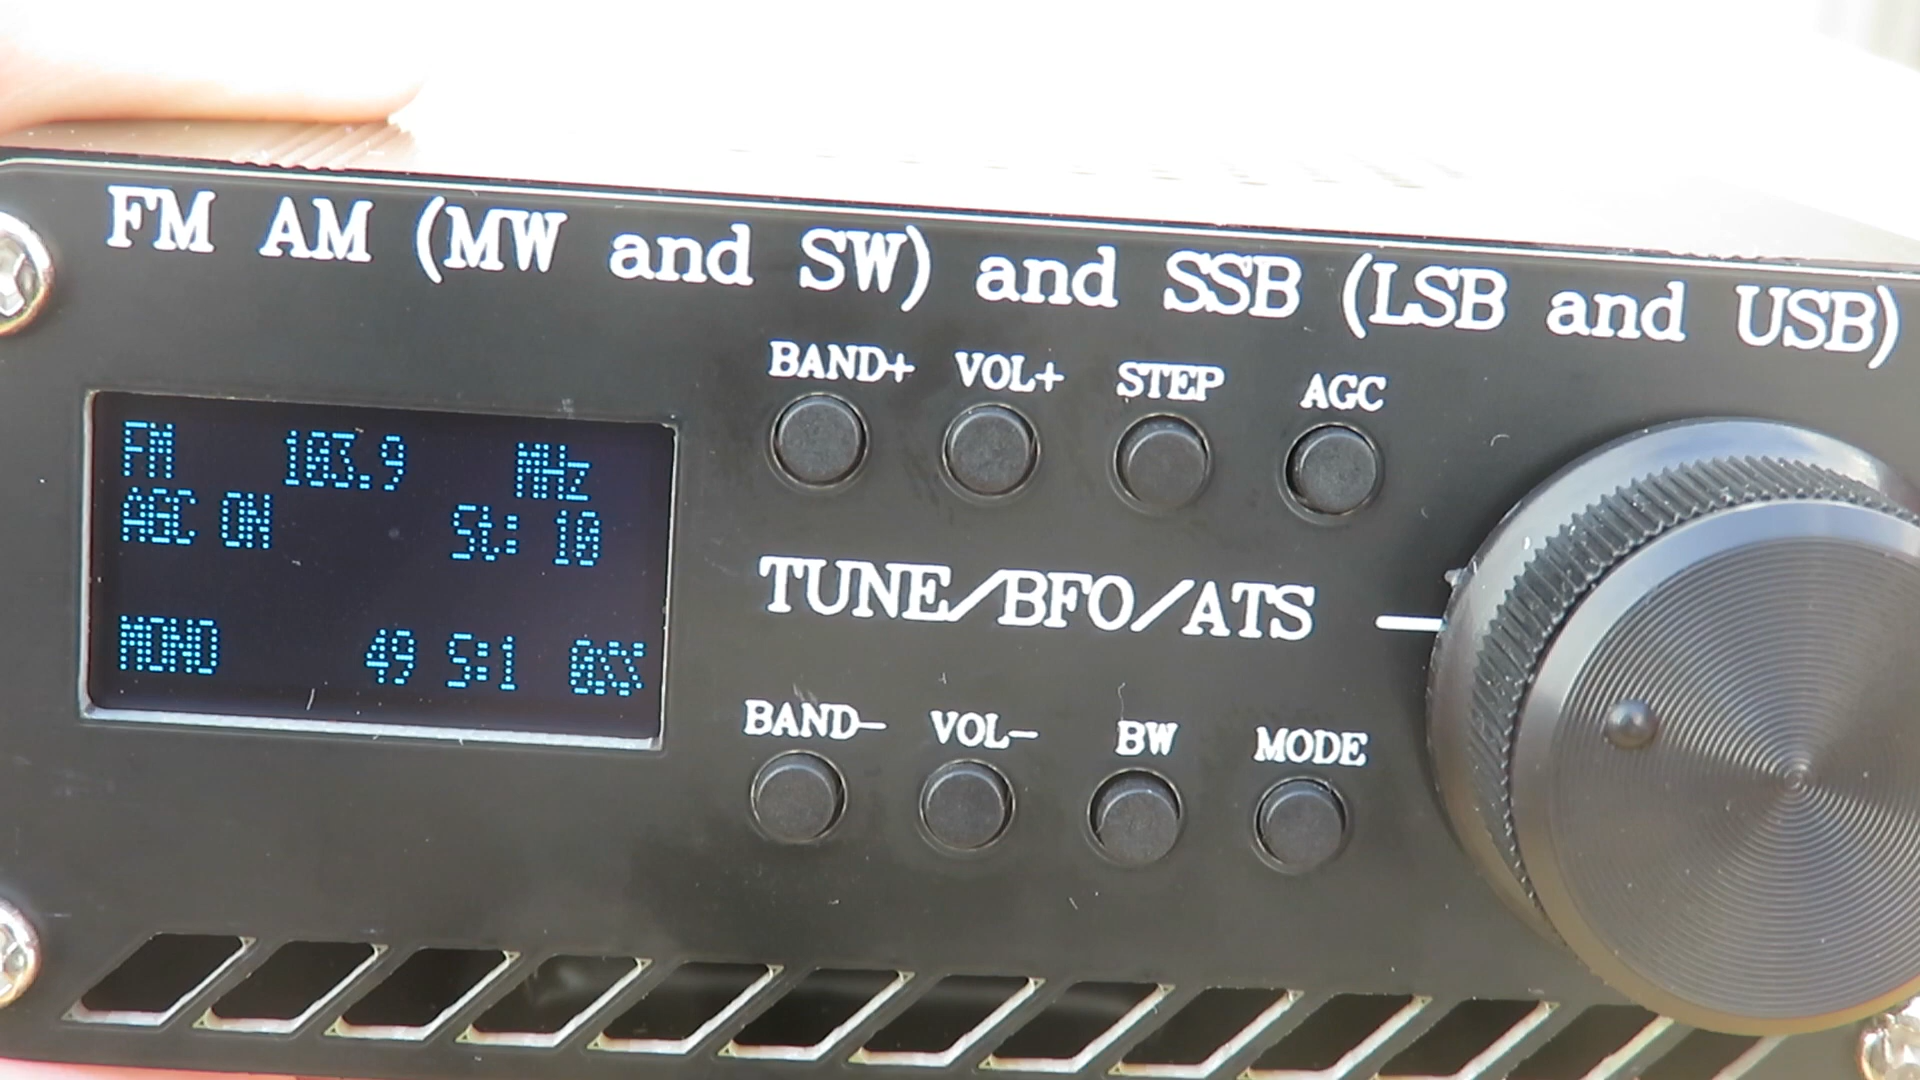 FM AM (MW and SW) and SSB (LSB and USB)
BAND+ VOL+ STEP AGC
FM 103.9 MHz
AGC ON St: 10
TUNE/BFO/ATS
MONO 49 S:1
BAND- VOL- BW MODE